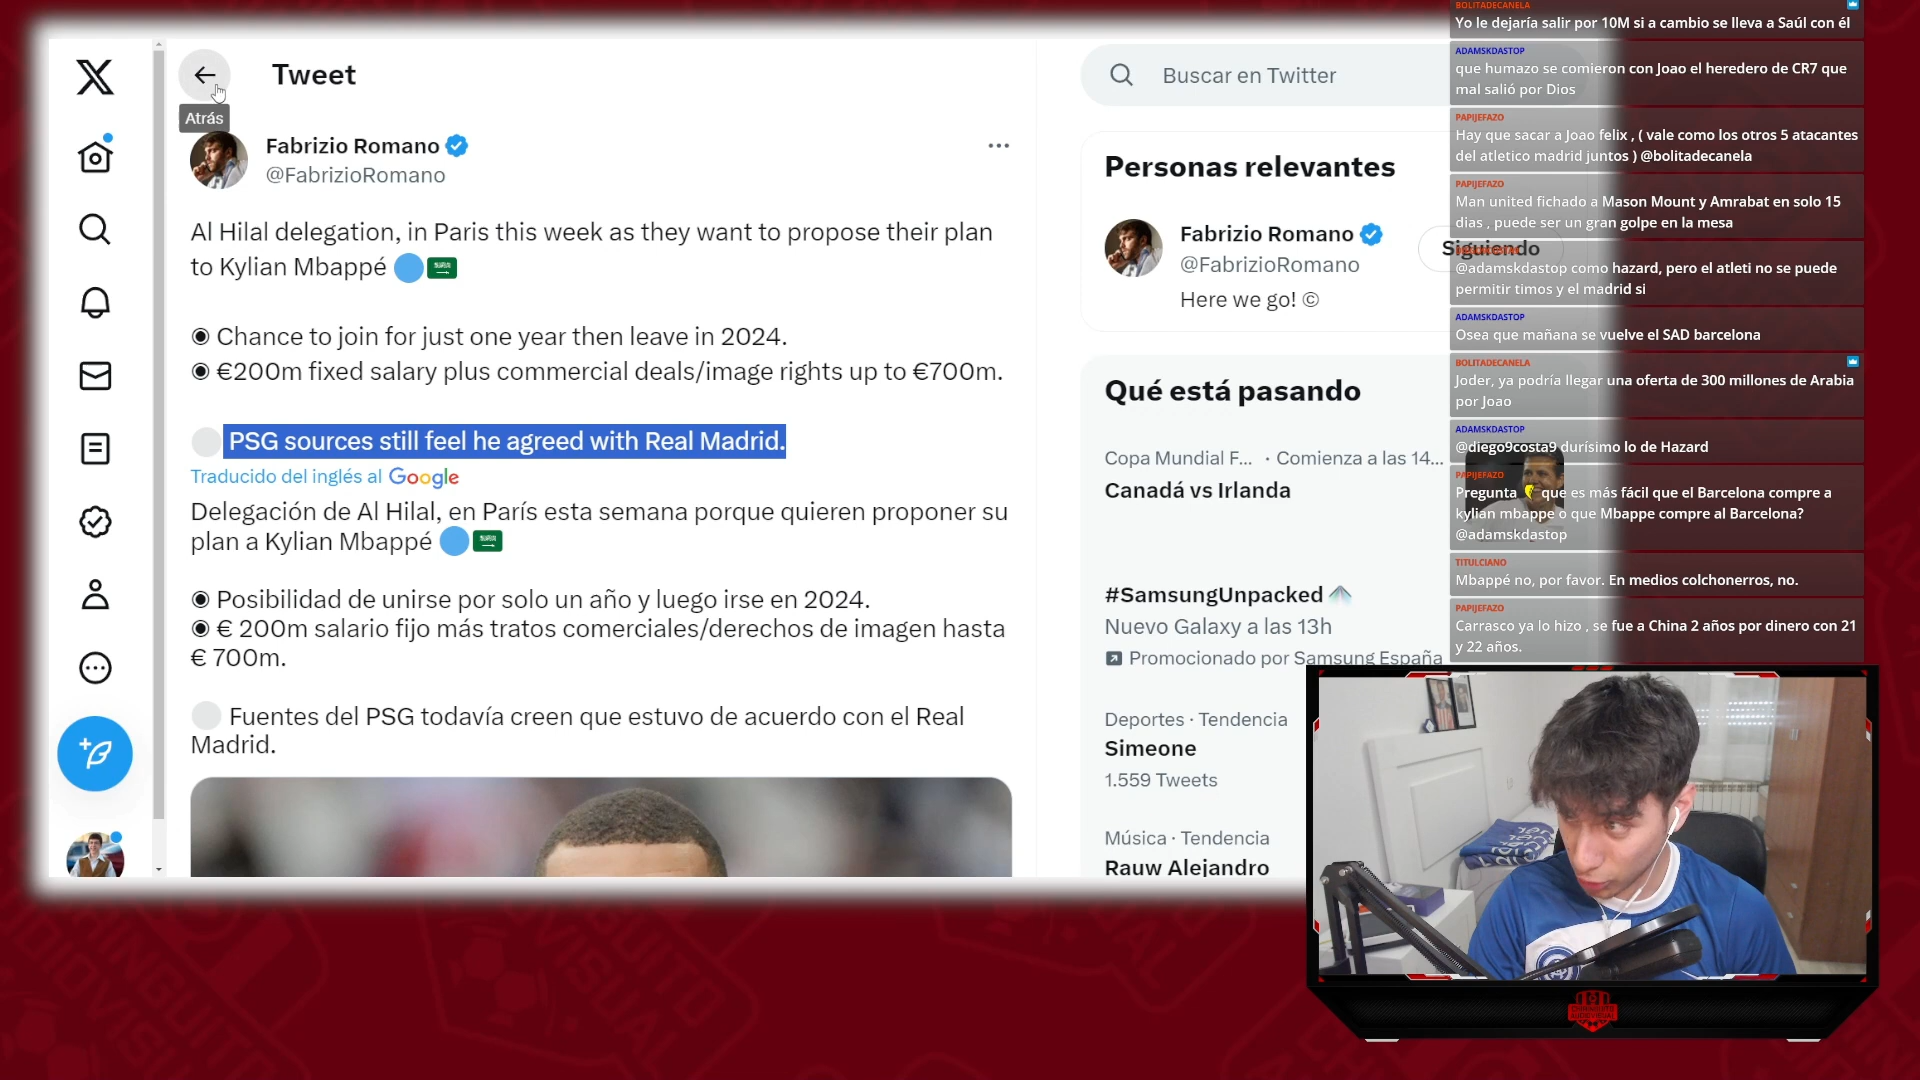 Tweet
Atrás
Fabrizio Romano
@FabrizioRomano
Al Hilal delegation, in Paris this week as they want to propose their plan
to Kylian Mbappé
◉ Chance to join for just one year then leave in 2024.
◉ €200m fixed salary plus commercial deals/image rights up to €700m.
PSG sources still feel he agreed with Real Madrid.
Traducido del inglés al Google
Delegación de Al Hilal, en París esta semana porque quieren proponer su
plan a Kylian Mbappé
◉ Posibilidad de unirse por solo un año y luego irse en 2024.
◉ € 200m salario fijo más tratos comerciales/derechos de imagen hasta
€ 700m.
Fuentes del PSG todavía creen que estuvo de acuerdo con el Real
Madrid.
Buscar en Twitter
Personas relevantes
Fabrizio Romano
@FabrizioRomano
Siguiendo
Here we go! ©
Qué está pasando
Copa Mundial F... · Comienza a las 14...
Canadá vs Irlanda
#SamsungUnpacked
Nuevo Galaxy a las 13h
Promocionado por Samsung España
Deportes · Tendencia
Simeone
1.559 Tweets
Música · Tendencia
Rauw Alejandro
BOLITADECANELA
Yo le dejaría salir por 10M si a cambio se lleva a Saúl con él
ADAMSKDASTOP
que humazo se comieron con Joao el heredero de CR7 que
mal salió por Dios
PAPIJEFAZO
Hay que sacar a Joao felix , ( vale como los otros 5 atacantes
del atletico madrid juntos ) @bolitadecanela
PAPIJEFAZO
Man united fichado a Mason Mount y Amrabat en solo 15
dias , puede ser un gran golpe en la mesa
@adamskdastop como hazard, pero el atleti no se puede
permitir timos y el madrid si
ADAMSKDASTOP
Osea que mañana se vuelve el SAD barcelona
BOLITADECANELA
Joder, ya podría llegar una oferta de 300 millones de Arabia
por Joao
ADAMSKDASTOP
@diego9costa9 durísimo lo de Hazard
PAPIJEFAZO
Pregunta que es más fácil que el Barcelona compre a
kylian mbappe o que Mbappe compre al Barcelona?
@adamskdastop
TITULCIANO
Mbappé no, por favor. En medios colchonerros, no.
PAPIJEFAZO
Carrasco ya lo hizo , se fue a China 2 años por dinero con 21
y 22 años.